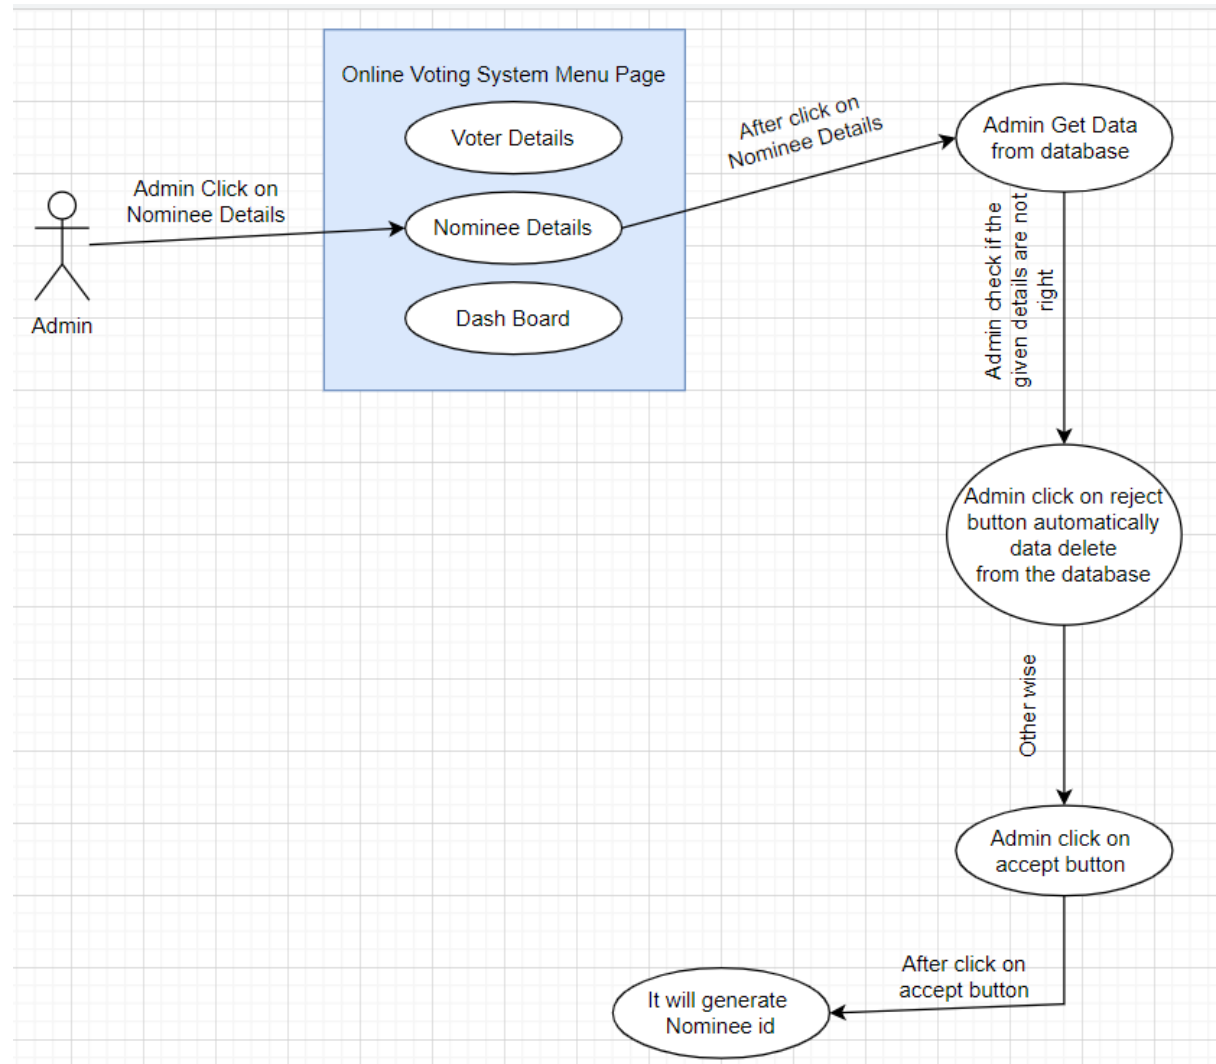 Online Voting System Menu Page
Voter Details
Nominee Details
Dash Board
Admin Click on
Nominee Details
Admin
After click on
Nominee Details
Admin Get Data
from database
Admin check if the
given details are not
right
Admin click on reject
button automatically
data delete
from the database
Other wise
Admin click on
accept button
After click on
accept button
It will generate
Nominee id